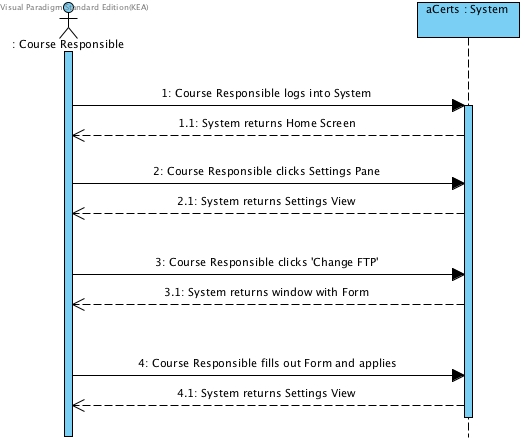 Visual Paradigm Standard Edition(KEA)
aCerts : System
: Course Responsible
1: Course Responsible logs into System
1.1: System returns Home Screen
2: Course Responsible clicks Settings Pane
2.1: System returns Settings View
3: Course Responsible clicks 'Change FTP'
3.1: System returns window with Form
4: Course Responsible fills out Form and applies
4.1: System returns Settings View